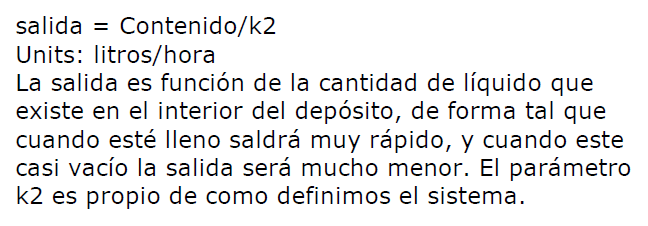 salida = Contenido/k2
Units: litros/hora
La salida es función de la cantidad de líquido que
existe en el interior del depósito, de forma tal que
cuando esté lleno saldrá muy rápido, y cuando este
casi vacío la salida será mucho menor. El parámetro
k2 es propio de como definimos el sistema.